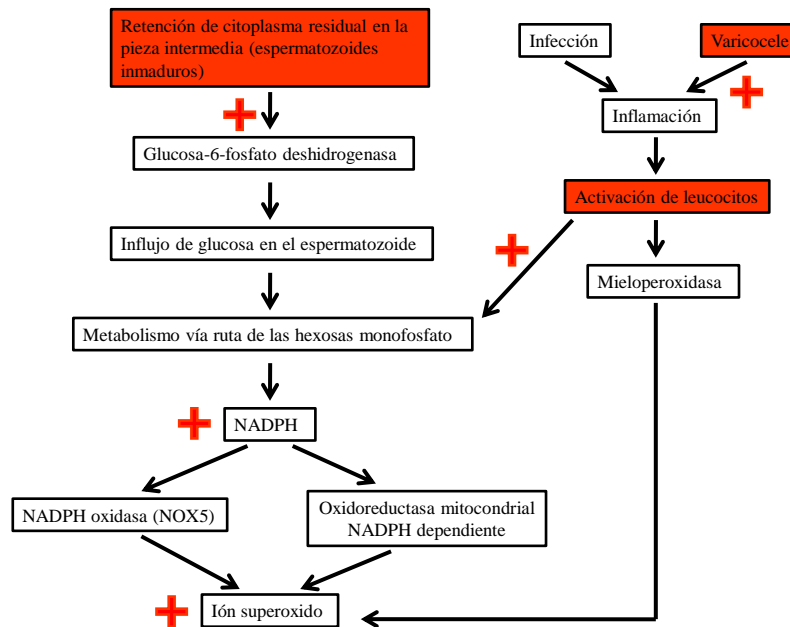 Retención de citoplasma residual en la
pieza intermedia (espermatozoides
inmaduros)
Infección
Varicocele
Inflamación
Glucosa-6-fosfato deshidrogenasa
Activación de leucocitos
Influjo de glucosa en el espermatozoide
Mieloperoxidasa
Metabolismo vía ruta de las hexosas monofosfato
NADPH
NADPH oxidasa (NOX5)
Oxidoreductasa mitocondrial
NADPH dependiente
Ión superoxido